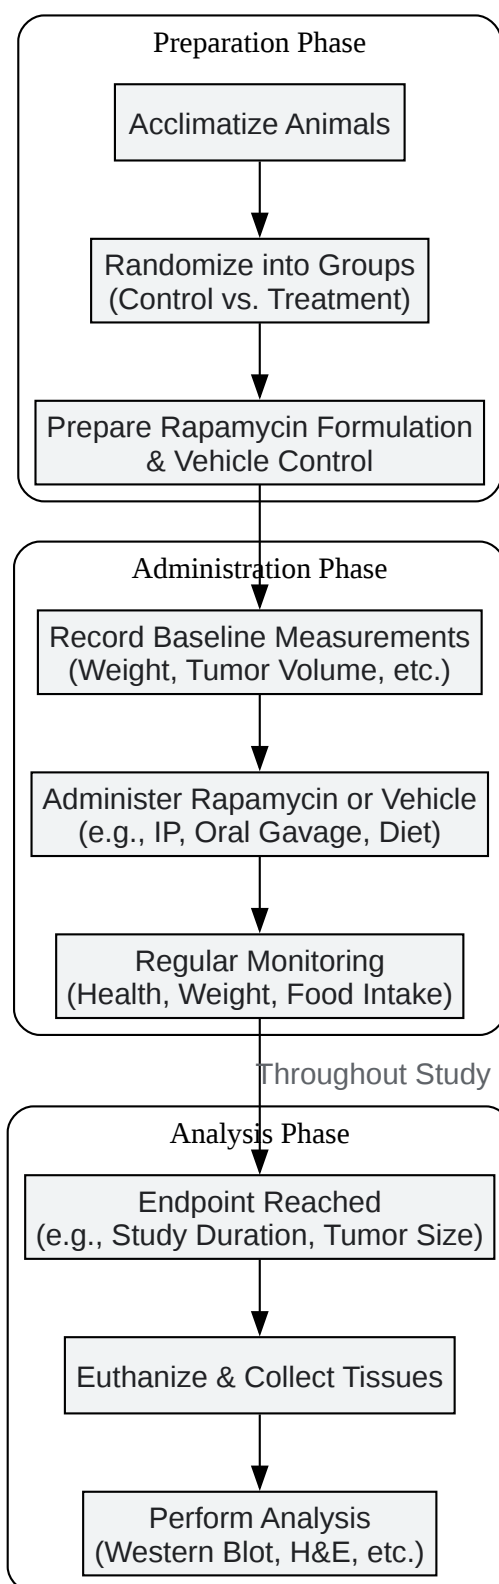 Preparation Phase
Acclimatize Animals
Randomize into Groups
(Control vs. Treatment)
Prepare Rapamycin Formulation
& Vehicle Control
Administration Phase
Record Baseline Measurements
(Weight, Tumor Volume, etc.)
Administer Rapamycin or Vehicle
(e.g., IP, Oral Gavage, Diet)
Regular Monitoring
(Health, Weight, Food Intake)
Throughout Study
Analysis Phase
Endpoint Reached
(e.g., Study Duration, Tumor Size)
Euthanize & Collect Tissues
Perform Analysis
(Western Blot, H&E, etc.)